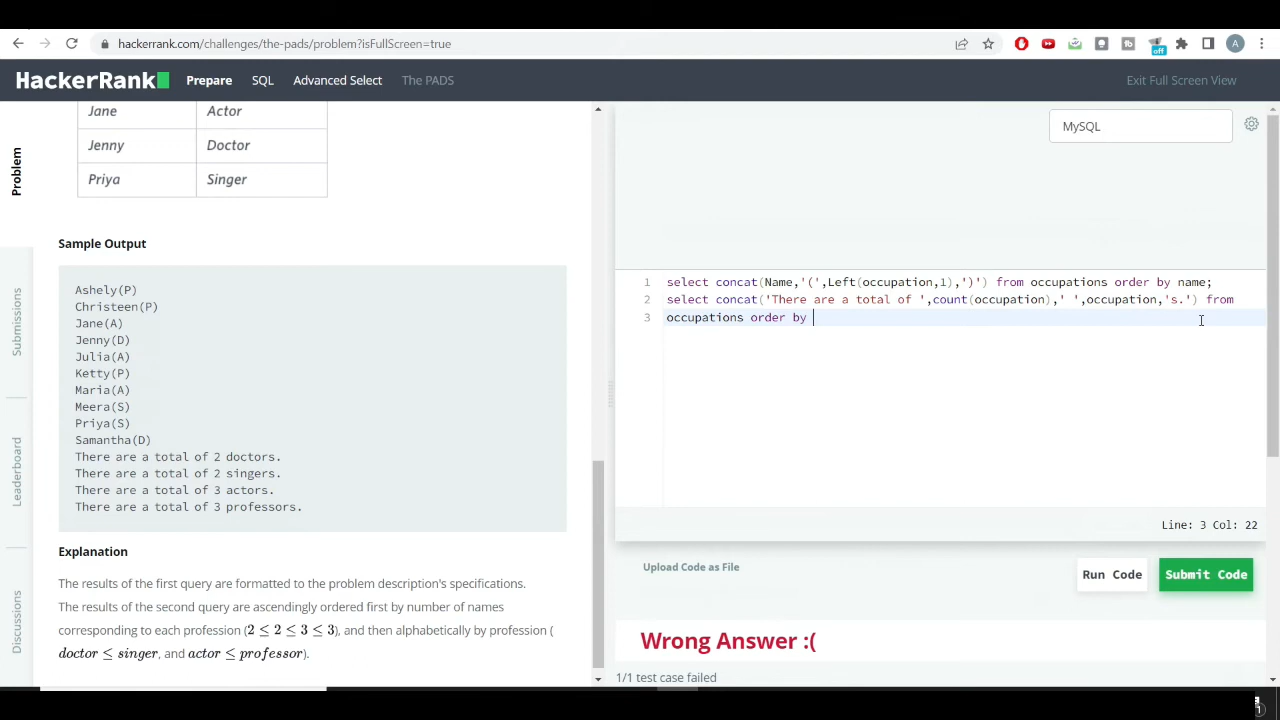 hackerrank.com/challenges/the-pads/problem?isFullScreen=true
off
A
HackerRank
Prepare
SQL
Advanced Select
The PADS
Exit Full Screen View
Problem
Submissions
Leaderboard
Discussions
Jane Actor
Jenny Doctor
Priya Singer
Sample Output
Ashely(P)
Christeen(P)
Jane(A)
Jenny(D)
Julia(A)
Ketty(P)
Maria(A)
Meera(S)
Priya(S)
Samantha(D)
There are a total of 2 doctors.
There are a total of 2 singers.
There are a total of 3 actors.
There are a total of 3 professors.
Explanation
The results of the first query are formatted to the problem description's specifications.
The results of the second query are ascendingly ordered first by number of names
corresponding to each profession (2 ≤ 2 ≤ 3 ≤ 3), and then alphabetically by profession (
doctor ≤ singer, and actor ≤ professor).
MySQL
1 select concat(Name,'(',Left(occupation,1),')') from occupations order by name;
2 select concat('There are a total of ',count(occupation),' ',occupation,'s.') from
3 occupations order by
Line: 3 Col: 22
Upload Code as File
Run Code
Submit Code
Wrong Answer :(
1/1 test case failed